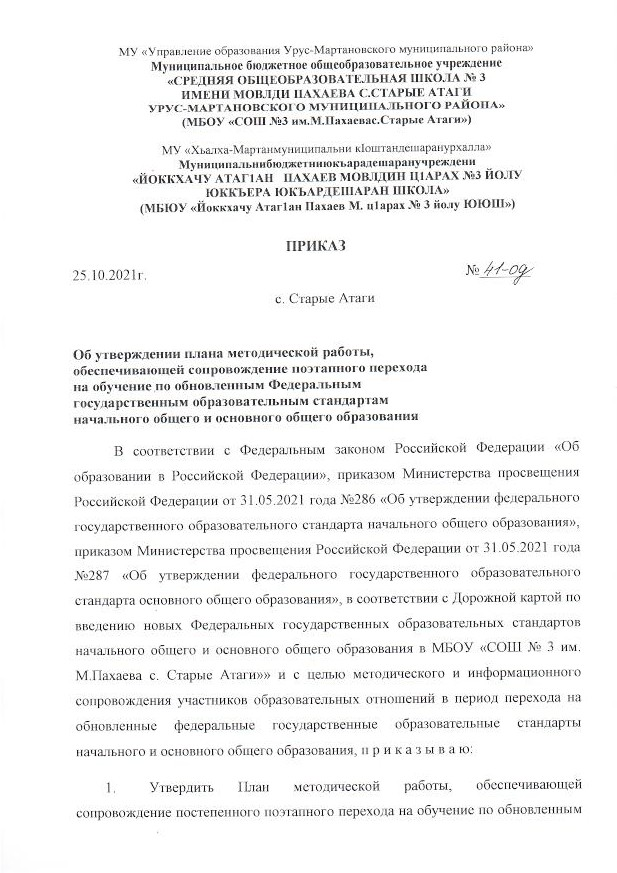 МУ «Управление образования Урус-Мартановского муниципального района»
Муниципальное бюджетное общеобразовательное учреждение
«СРЕДНЯЯ ОБЩЕОБРАЗОВАТЕЛЬНАЯ ШКОЛА № 3
ИМЕНИ МОВЛДИ ПАХАЕВА С.СТАРЫЕ АТАГИ
УРУС-МАРТАНОВСКОГО МУНИЦИПАЛЬНОГО РАЙОНА»
(МБОУ «СОШ №3 им.М.Пахаевас.Старые Атаги»)
МУ «Хьалха-Мартанмуниципальни кIоштандешаранурхалла»
Муниципальнибюджетниюкъарадешаранучреждени
«ЙОККХАЧУ АТАГ1АН ПАХАЕВ МОВЛДИН Ц1АРАХ №3 ЙОЛУ
ЮККЪЕРА ЮКЪАРДЕШАРАН ШКОЛА»
(МБЮУ «Йоккхачу Атаг1ан Пахаев М. ц1арах № 3 йолу ЮЮШ»)
ПРИКАЗ
25.10.2021г. № 41-од
с. Старые Атаги
Об утверждении плана методической работы,
обеспечивающей сопровождение поэтапного перехода
на обучение по обновленным Федеральным
государственным образовательным стандартам
начального общего и основного общего образования
В соответствии с Федеральным законом Российской Федерации «Об
образовании в Российской Федерации», приказом Министерства просвещения
Российской Федерации от 31.05.2021 года №286 «Об утверждении федерального
государственного образовательного стандарта начального общего образования»,
приказом Министерства просвещения Российской Федерации от 31.05.2021 года
№287 «Об утверждении федерального государственного образовательного
стандарта основного общего образования», в соответствии с Дорожной картой по
введению новых Федеральных государственных образовательных стандартов
начального общего и основного общего образования в МБОУ «СОШ № 3 им.
М.Пахаева с. Старые Атаги»» и с целью методического и информационного
сопровождения участников образовательных отношений в период перехода на
обновленные федеральные государственные образовательные стандарты
начального и основного общего образования, п р и к а з ы в а ю:
1. Утвердить План методической работы, обеспечивающей
сопровождение постепенного поэтапного перехода на обучение по обновленным